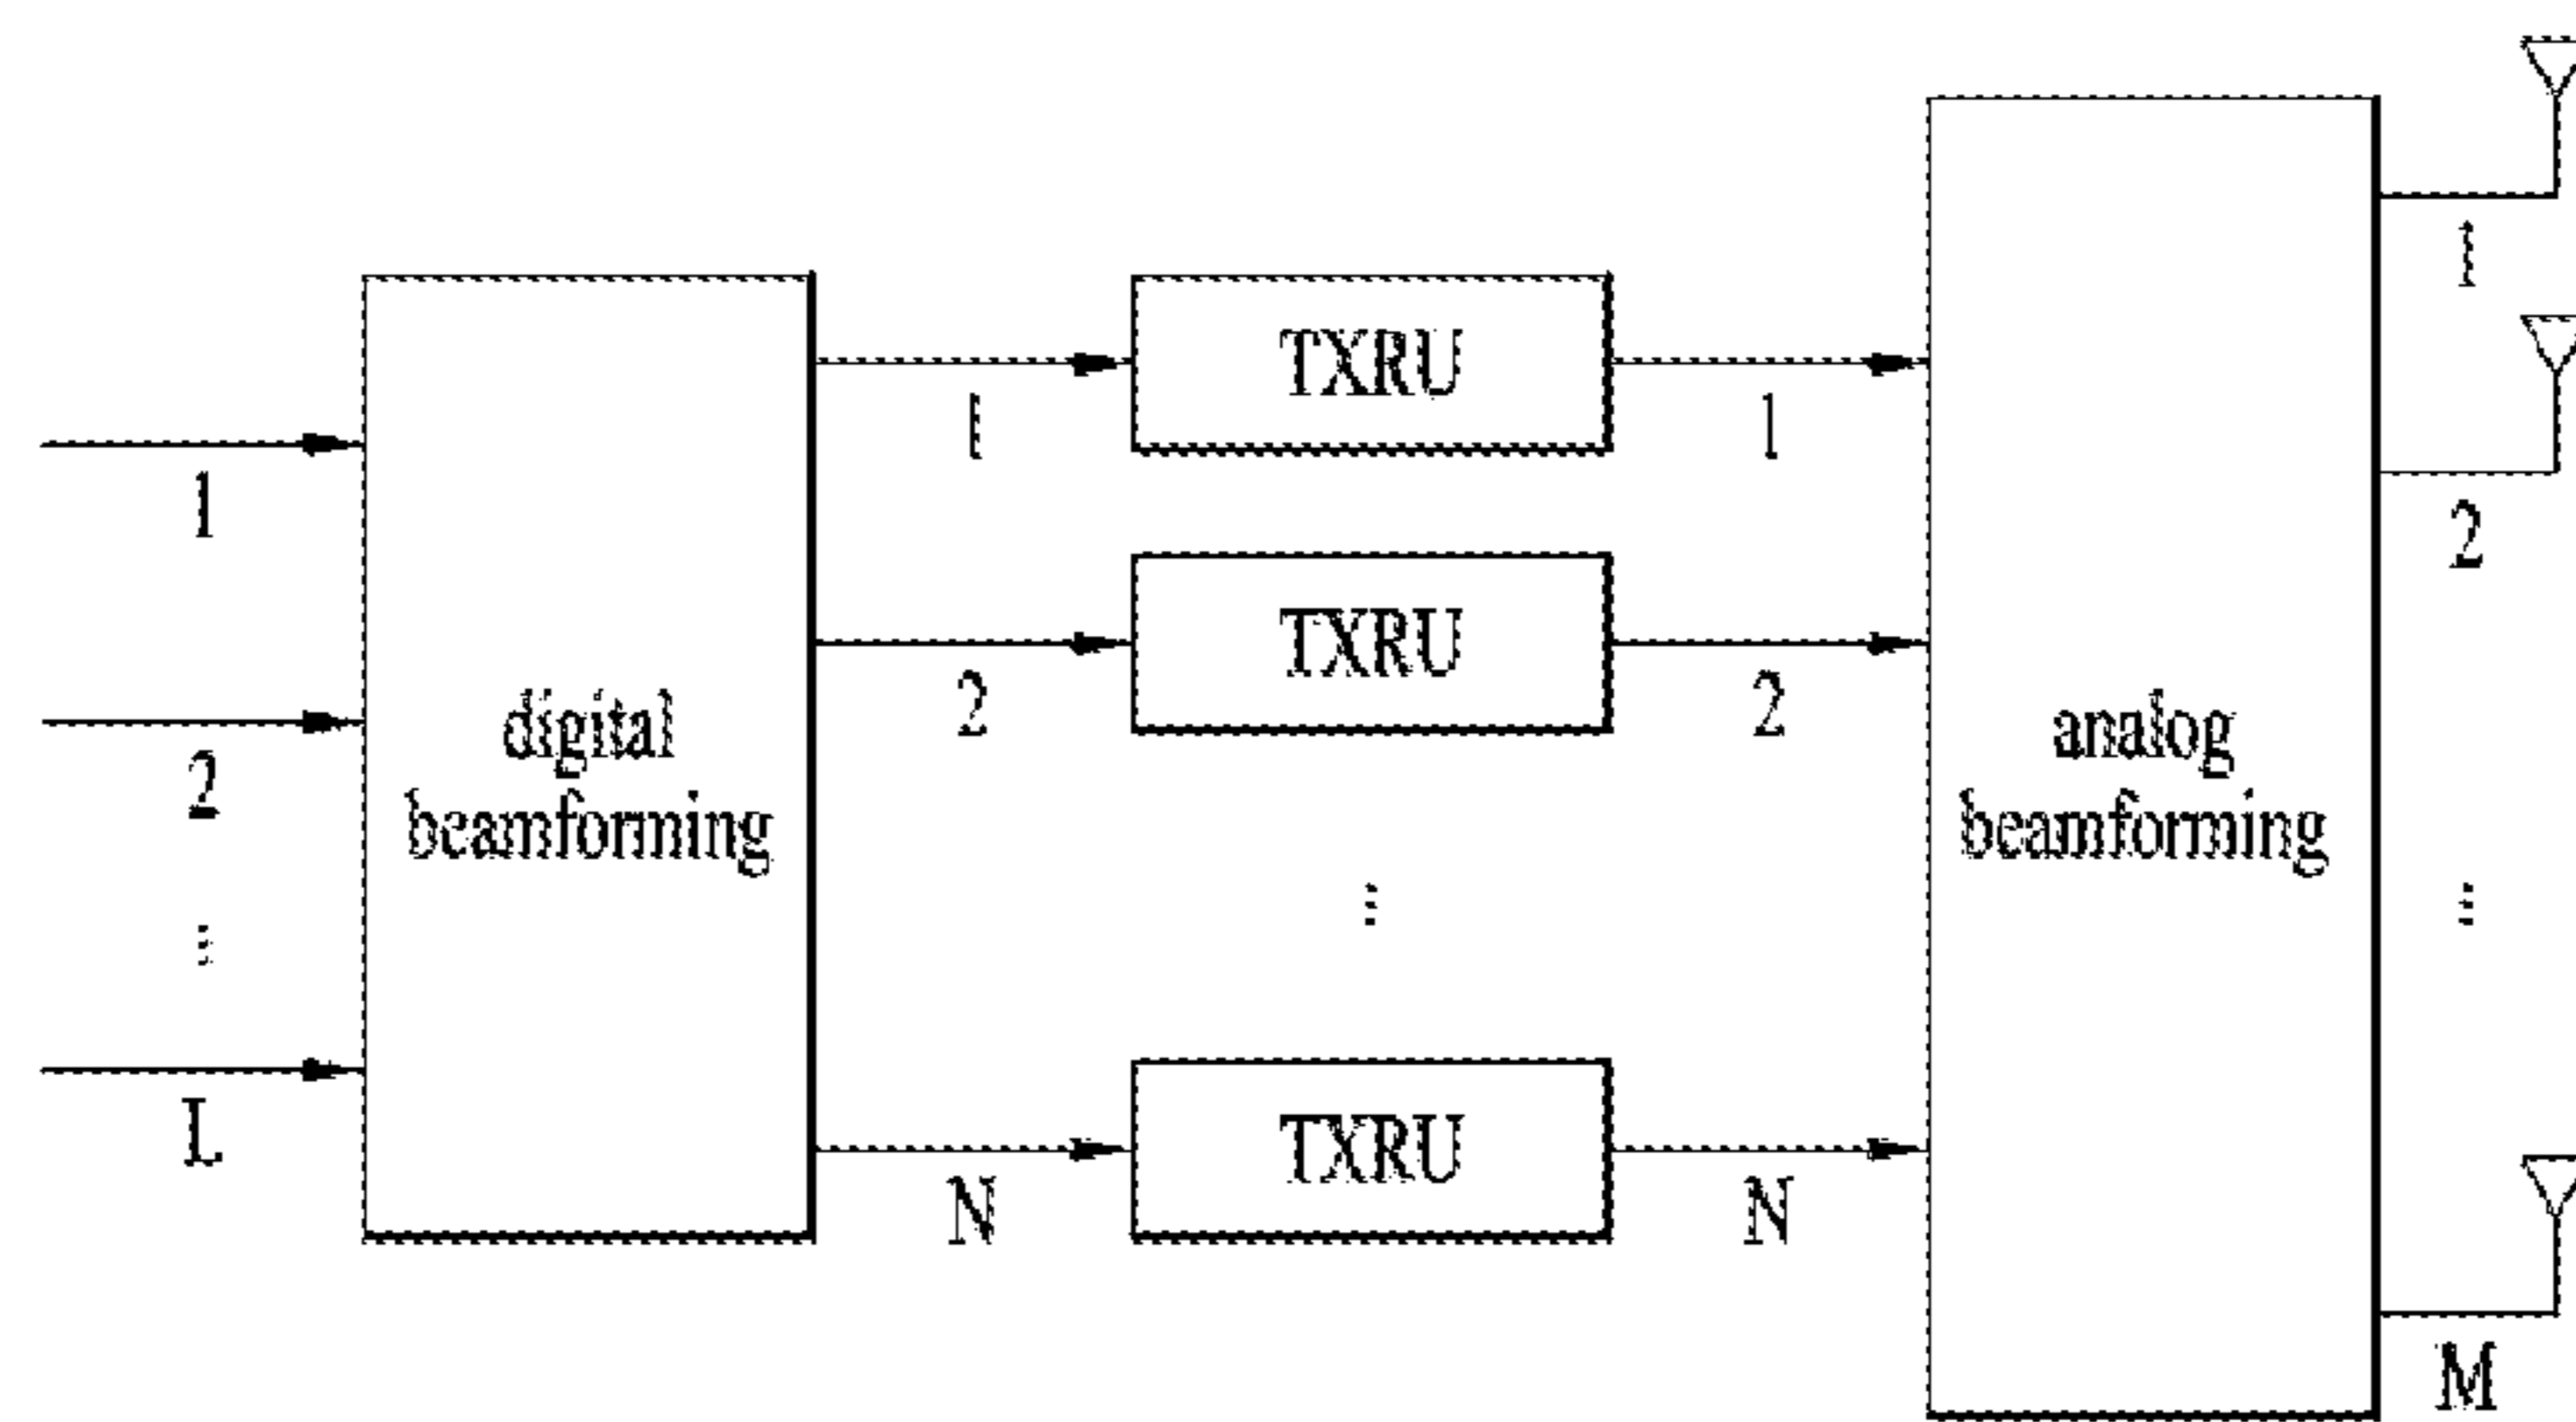 1
2
⋮
L
digital
beamforming
1
2
N
TXRU
TXRU
⋮
TXRU
1
2
N
analog
beamforming
1
2
⋮
M